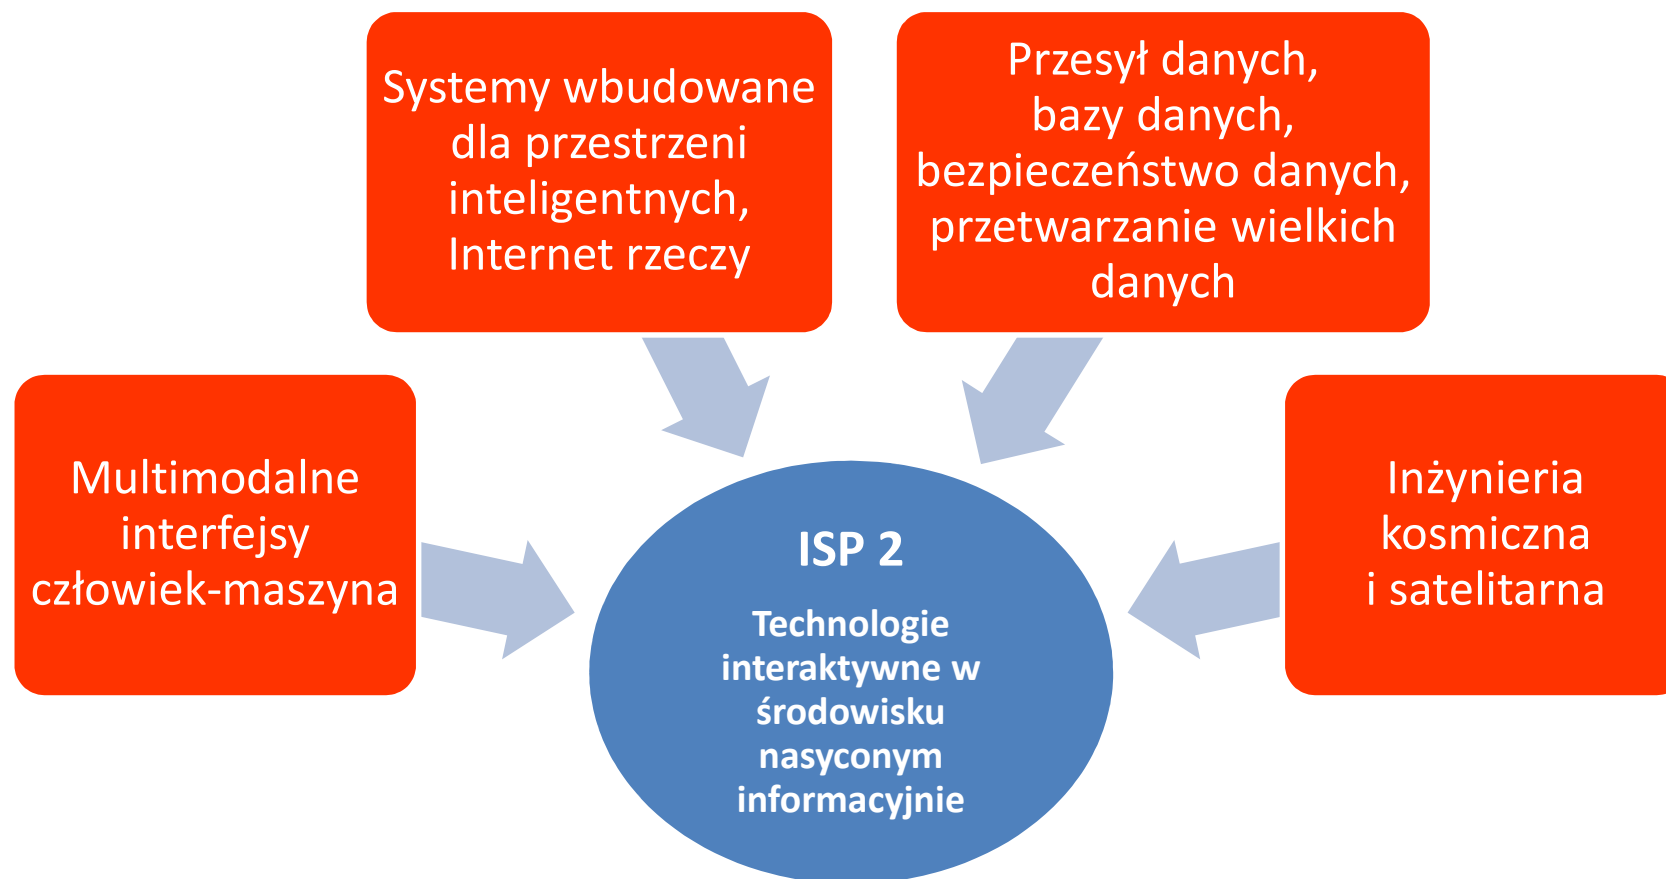 Systemy wbudowane
dla przestrzeni
inteligentnych,
Internet rzeczy
Przesył danych,
bazy danych,
bezpieczeństwo danych,
przetwarzanie wielkich
danych
Multimodalne
interfejsy
człowiek-maszyna
Inżynieria
kosmiczna
i satelitarna
ISP 2
Technologie
interaktywne w
środowisku
nasyconym
informacyjnie